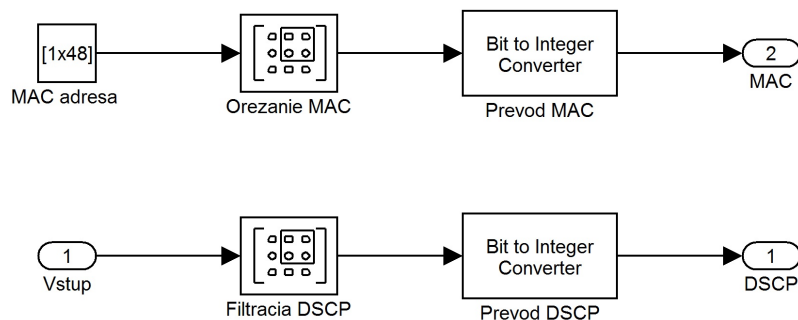 [1x48]
MAC adresa
Orezanie MAC
Bit to Integer
Converter
Prevod MAC
2
MAC
1
Vstup
Filtracia DSCP
Bit to Integer
Converter
Prevod DSCP
1
DSCP